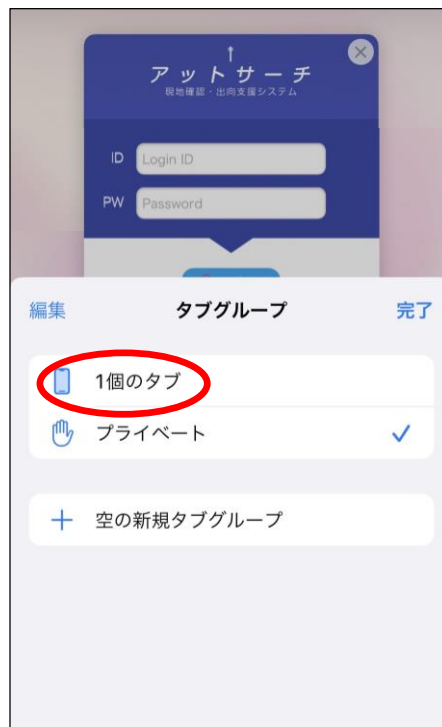 アットサーチ
現地確認・出向支援システム
ID Login ID
PW Password
編集 タブグループ 完了
1個のタブ
プライベート
空の新規タブグループ